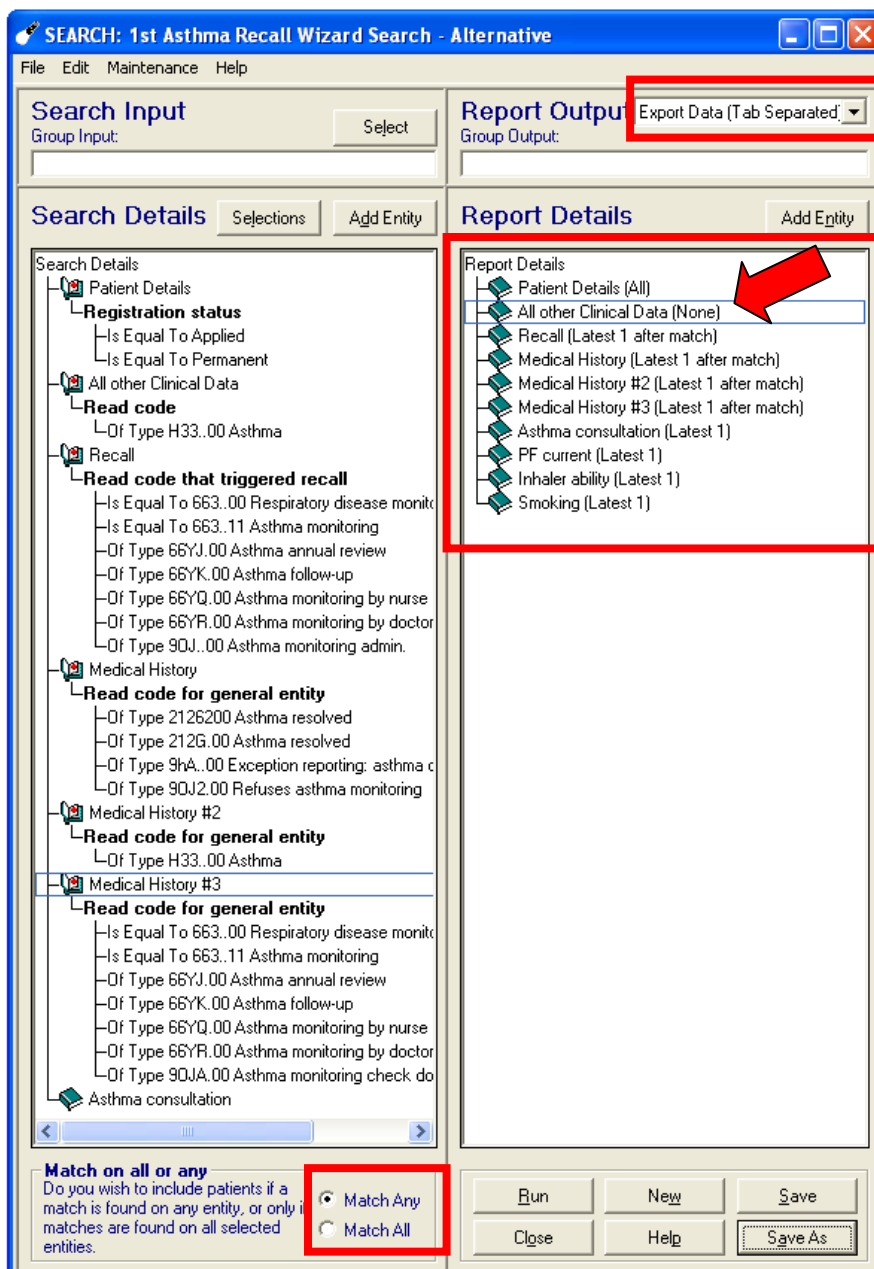 SEARCH: 1st Asthma Recall Wizard Search - Alternative
File Edit Maintenance Help
Search Input
Group Input:
Select
Report Output
Export Data (Tab Separated)
Group Output:
Search Details
Selections
Add Entity
Search Details
Patient Details
Registration status
Is Equal To Applied
Is Equal To Permanent
All other Clinical Data
Read code
Of Type H33..00 Asthma
Recall
Read code that triggered recall
Is Equal To 663..00 Respiratory disease monito
Is Equal To 663..11 Asthma monitoring
Of Type 66YJ.00 Asthma annual review
Of Type 66YK.00 Asthma follow-up
Of Type 66YQ.00 Asthma monitoring by nurse
Of Type 66YR.00 Asthma monitoring by doctor
Of Type 9OJ..00 Asthma monitoring admin.
Medical History
Read code for general entity
Of Type 2126200 Asthma resolved
Of Type 212G.00 Asthma resolved
Of Type 9hA..00 Exception reporting: asthma
Of Type 9OJ2.00 Refuses asthma monitoring
Medical History #2
Read code for general entity
Of Type H33..00 Asthma
Medical History #3
Read code for general entity
Is Equal To 663..00 Respiratory disease monito
Is Equal To 663..11 Asthma monitoring
Of Type 66YJ.00 Asthma annual review
Of Type 66YK.00 Asthma follow-up
Of Type 66YQ.00 Asthma monitoring by nurse
Of Type 66YR.00 Asthma monitoring by doctor
Of Type 9OJA.00 Asthma monitoring check do
Asthma consultation
Report Details
Add Entity
Report Details
Patient Details (All)
All other Clinical Data (None)
Recall (Latest 1 after match)
Medical History (Latest 1 after match)
Medical History #2 (Latest 1 after match)
Medical History #3 (Latest 1 after match)
Asthma consultation (Latest 1)
PF current (Latest 1)
Inhaler ability (Latest 1)
Smoking (Latest 1)
Match on all or any
Do you wish to include patients if a
match is found on any entity, or only i
matches are found on all selected
entities.
Match Any
Match All
Run
New
Save
Close
Help
Save As